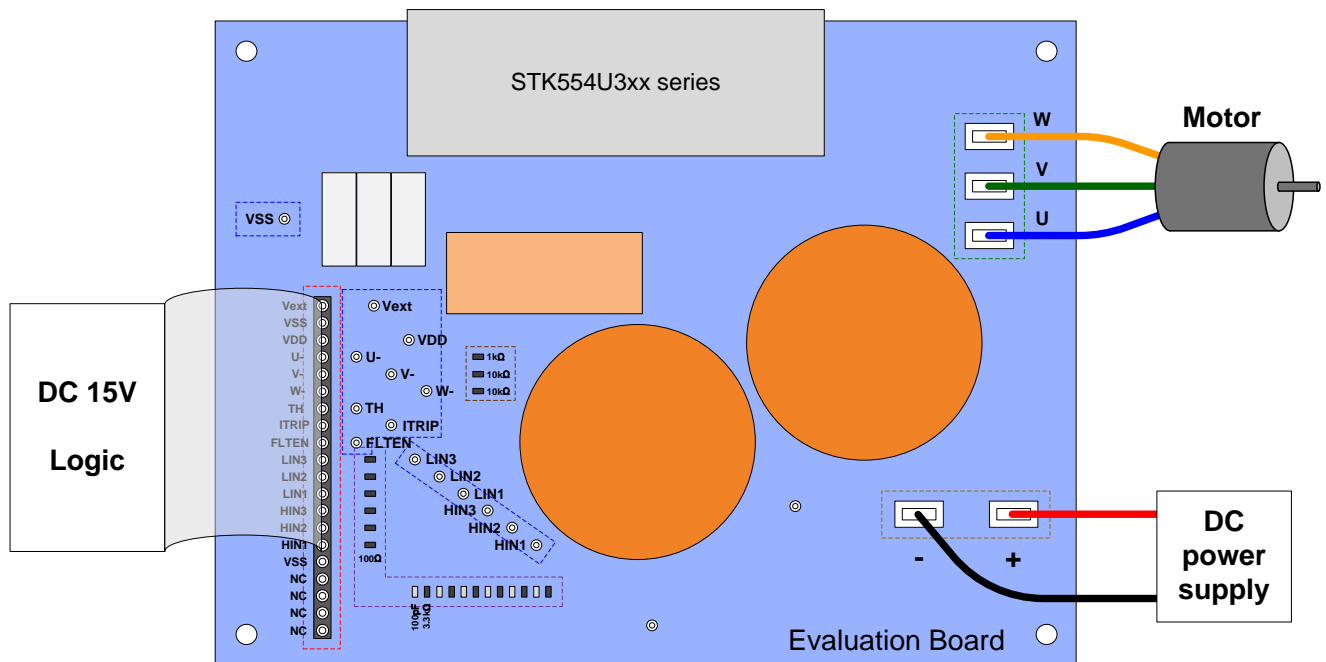 STK554U3xx series
W
Motor
V
U
VSS
Vext
VSS
VDD
U-
V-
W-
TH
ITRIP
FLTEN
LIN3
LIN2
LIN1
HIN3
HIN2
HIN1
VSS
NC
NC
NC
NC
Vext
VDD
U-
V-
W-
TH
ITRIP
FLTEN
1kΩ
10kΩ
10kΩ
LIN3
LIN2
LIN1
HIN3
HIN2
HIN1
100Ω
100pF
3.3kΩ
DC 15V
Logic
- +
DC
power
supply
Evaluation Board